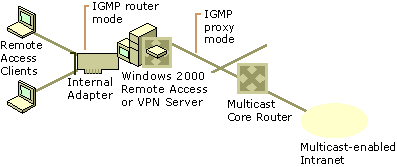 IGMP router
mode
IGMP
proxy
mode
Remote
Access
Clients
Internal
Adapter
Windows 2000
Remote Access
or VPN Server
Multicast
Core Router
Multicast-enabled
Intranet